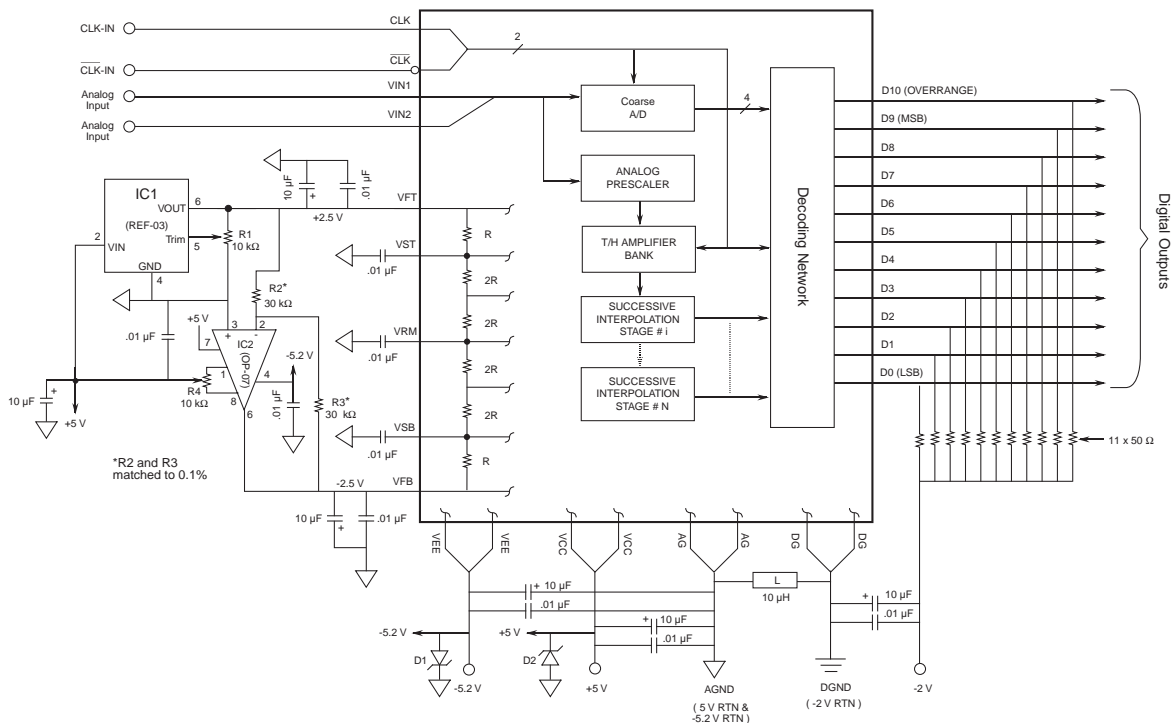 CLK-IN
CLK
2
CLK-IN
CLK
Analog
Input
VIN1
Analog
Input
VIN2
Coarse
A/D
4
ANALOG
PRESCALER
T/H AMPLIFIER
BANK
SUCCESSIVE
INTERPOLATION
STAGE # i
SUCCESSIVE
INTERPOLATION
STAGE # N
Decoding Network
D10 (OVERRANGE)
D9 (MSB)
D8
D7
D6
D5
D4
D3
D2
D1
D0 (LSB)
Digital Outputs
11 x 50 Ω
IC1
VOUT
6
(REF-03)
2
VIN
Trim
5
GND
4
R1
10 kΩ
10 µF
+
.01 µF
+2.5 V
VFT
R
VST
.01 µF
2R
2R
VRM
.01 µF
2R
2R
VSB
.01 µF
R
R2*
30 kΩ
.01 µF
+5 V
7
3
2
+
-
IC2
(OP-07)
1
4
-5.2 V
R4
10 kΩ
8
6
.01 µF
R3*
30 kΩ
+
10 µF
+5 V
*R2 and R3
matched to 0.1%
-2.5 V
VFB
10 µF
+
.01 µF
VEE
VEE
VCC
VCC
AG
AG
DG
DG
+
10 µF
.01 µF
L
10 µH
+
10 µF
.01 µF
+
10 µF
.01 µF
-5.2 V
D1
-5.2 V
+5 V
D2
+5 V
AGND
( 5 V RTN &
-5.2 V RTN )
DGND
( -2 V RTN )
-2 V